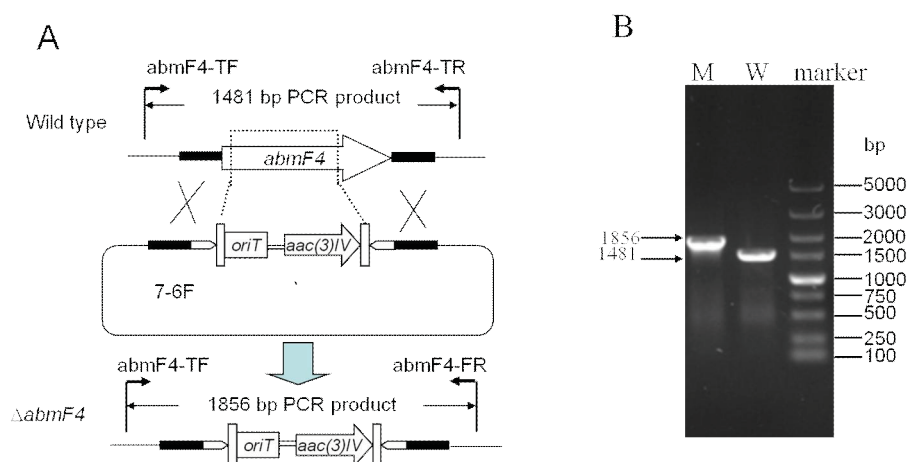 A
abmF4-TF
abmF4-TR
1481 bp PCR product
Wild type
abmF4
oriT
aac(3)IV
7-6F
abmF4-TF
abmF4-FR
1856 bp PCR product
ΔabmF4
oriT
aac(3)IV
B
M W marker
bp
5000
3000
1856
2000
1481
1500
1000
750
500
250
100